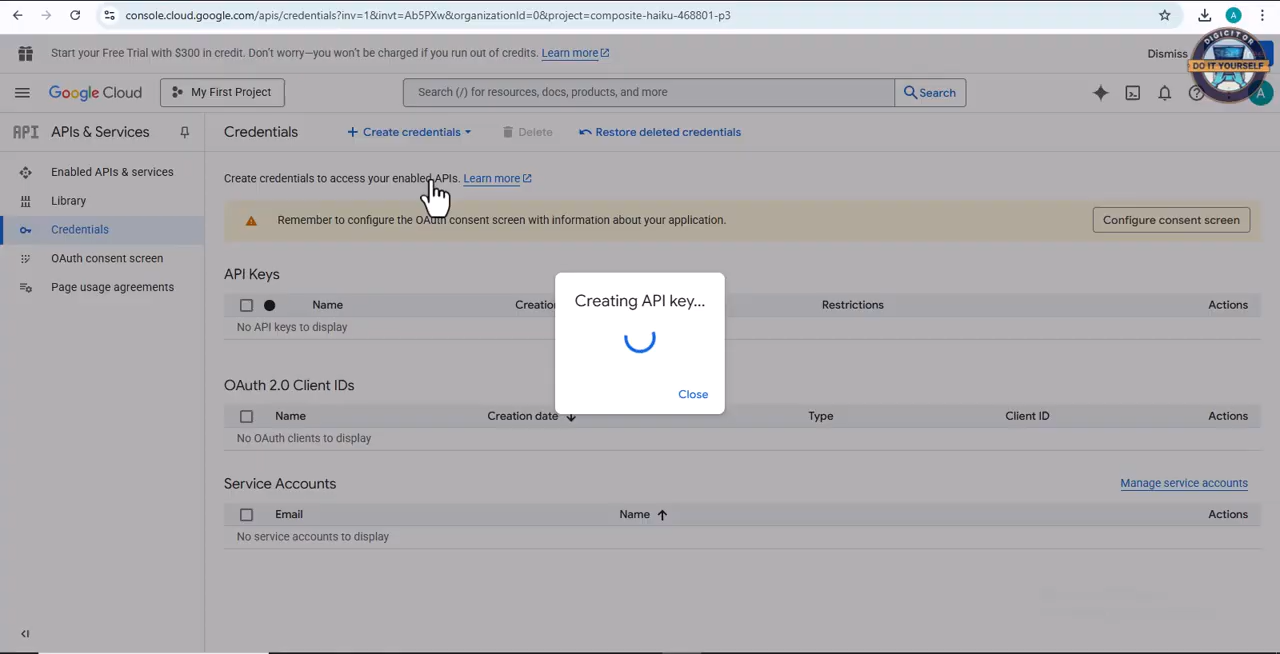 console.cloud.google.com/apis/credentials?inv=1&invt=Ab5PXw&organizationId=0&project=composite-haiku-468801-p3
A
Start your Free Trial with $300 in credit. Don't worry—you won't be charged if you run out of credits. Learn more
Dismiss
DIGICITOR
DO IT YOURSELF
Google Cloud
My First Project
Search (/) for resources, docs, products, and more
Search
A
API APIs & Services
Credentials
Create credentials
Delete
Restore deleted credentials
Enabled APIs & services
Library
Credentials
OAuth consent screen
Page usage agreements
Create credentials to access your enabled APIs. Learn more
Remember to configure the OAuth consent screen with information about your application.
Configure consent screen
API Keys
Name
Creatio
Restrictions
Actions
No API keys to display
Creating API key...
Close
OAuth 2.0 Client IDs
Name
Creation date
Type
Client ID
Actions
No OAuth clients to display
Service Accounts
Manage service accounts
Email
Name
Actions
No service accounts to display